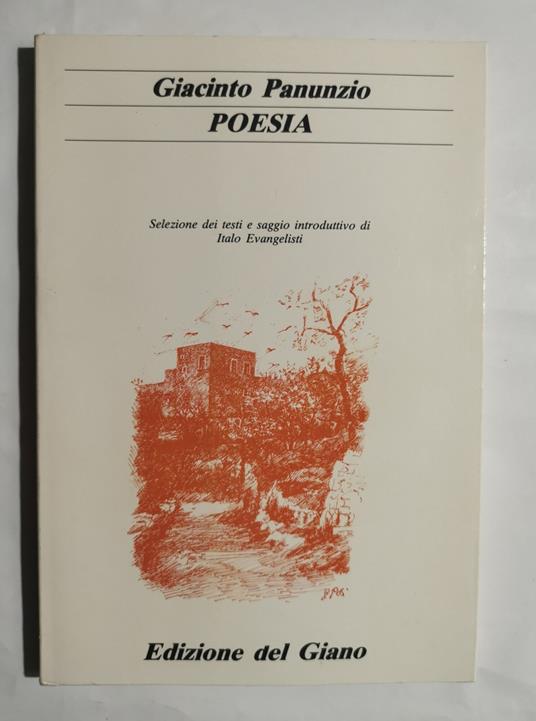 Giacinto Panunzio
POESIA
Selezione dei testi e saggio introduttivo di
Italo Evangelisti
Edizione del Giano